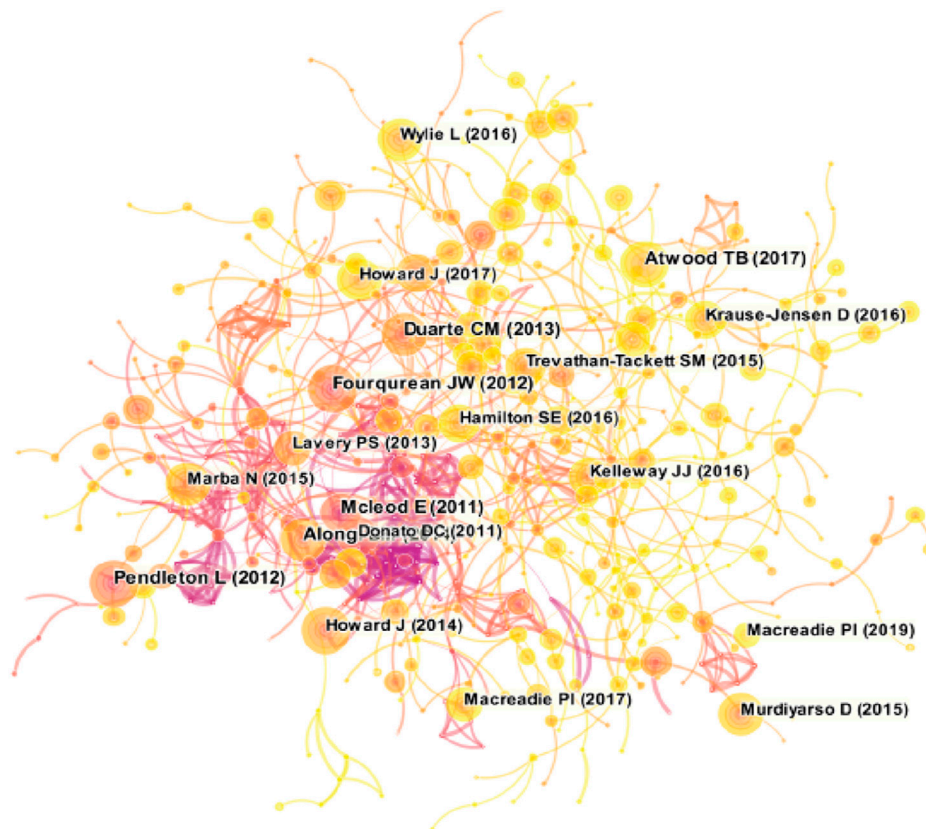 Wylie L (2016)
Atwood TB (2017)
Howard J (2017)
Krause-Jensen D (2016)
Duarte CM (2013)
Trevathan-Tackett SM (2015)
Fourqurean JW (2012)
Hamilton SE (2016)
Lavery PS (2013)
Kelleway JJ (2016)
Marba N (2015)
Mcleod E (2011)
Donato DC (2011)
Along
Pendleton L (2012)
Howard J (2014)
Macreadie PI (2019)
Macreadie PI (2017)
Murdiyarso D (2015)